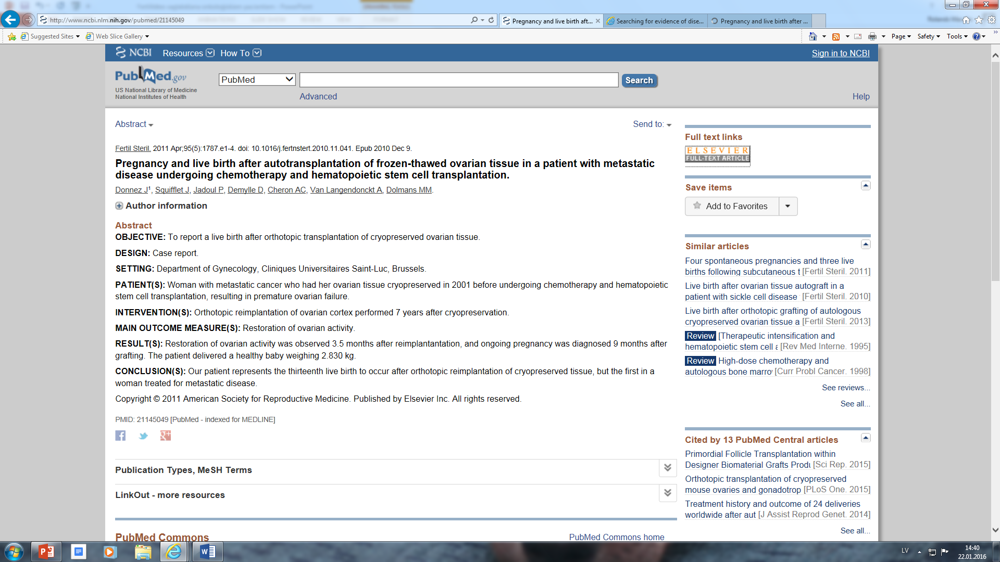 http://www.ncbi.nlm.nih.gov/pubmed/21145049
Pregnancy and live birth aft...
Searching for evidence of dise...
Pregnancy and live birth after ...
Suggested Sites
Web Slice Gallery
Page
Safety
Tools
NCBI
Resources
How To
Sign in to NCBI
PubMed.gov
US National Library of Medicine
National Institutes of Health
PubMed
Search
Advanced
Help
Abstract
Send to:
Fertil Steril. 2011 Apr;95(5):1787.e1-4. doi: 10.1016/j.fertnstert.2010.11.041. Epub 2010 Dec 9.
Pregnancy and live birth after autotransplantation of frozen-thawed ovarian tissue in a patient with metastatic
disease undergoing chemotherapy and hematopoietic stem cell transplantation.
Donnez J1, Squifflet J, Jadoul P, Demylle D, Cheron AC, Van Langendonckt A, Dolmans MM.
Author information
Abstract
OBJECTIVE: To report a live birth after orthotopic transplantation of cryopreserved ovarian tissue.
DESIGN: Case report.
SETTING: Department of Gynecology, Cliniques Universitaires Saint-Luc, Brussels.
PATIENT(S): Woman with metastatic cancer who had her ovarian tissue cryopreserved in 2001 before undergoing chemotherapy and hematopoietic
stem cell transplantation, resulting in premature ovarian failure.
INTERVENTION(S): Orthotopic reimplantation of ovarian cortex performed 7 years after cryopreservation.
MAIN OUTCOME MEASURE(S): Restoration of ovarian activity.
RESULT(S): Restoration of ovarian activity was observed 3.5 months after reimplantantation, and ongoing pregnancy was diagnosed 9 months after
grafting. The patient delivered a healthy baby weighing 2.830 kg.
CONCLUSION(S): Our patient represents the thirteenth live birth to occur after orthotopic reimplantation of cryopreserved tissue, but the first in a
woman treated for metastatic disease.
Copyright © 2011 American Society for Reproductive Medicine. Published by Elsevier Inc. All rights reserved.
PMID: 21145049 [PubMed - indexed for MEDLINE]
Publication Types, MeSH Terms
LinkOut - more resources
PubMed Commons
PubMed Commons home
Full text links
ELSEVIER
FULL-TEXT ARTICLE
Save items
Add to Favorites
Similar articles
Four spontaneous pregnancies and three live
births following subcutaneous t [Fertil Steril. 2011]
Live birth after ovarian tissue autograft in a
patient with sickle cell disease [Fertil Steril. 2010]
Live birth after orthotopic grafting of autologous
cryopreserved ovarian tissue a [Fertil Steril. 2013]
Review [Therapeutic intensification and
hematopoietic stem cell a [Rev Med Interne. 1995]
Review High-dose chemotherapy and
autologous bone marro [Curr Probl Cancer. 1998]
See reviews...
See all...
Cited by 13 PubMed Central articles
Primordial Follicle Transplantation within
Designer Biomaterial Grafts Produ [Sci Rep. 2015]
Orthotopic transplantation of cryopreserved
mouse ovaries and gonadotrop [PLoS One. 2015]
Treatment history and outcome of 24 deliveries
worldwide after aut [J Assist Reprod Genet. 2014]
See all...
LV
14:40
22.01.2016